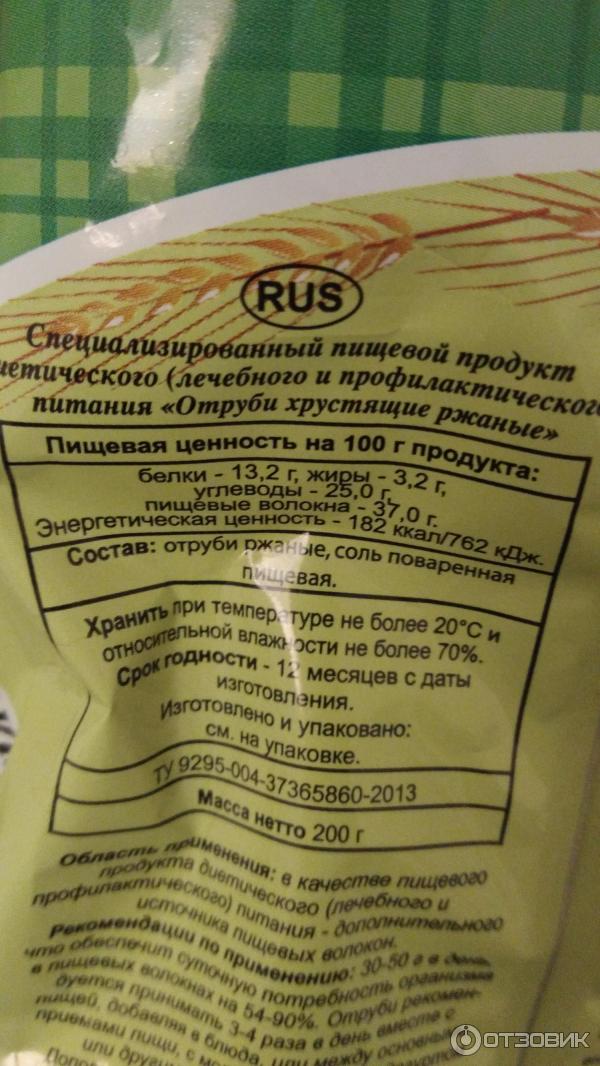 RUS
Специализированный пищевой продукт
диетического (лечебного и профилактического
питания «Отруби хрустящие ржаные»
Пищевая ценность на 100 г продукта:
белки - 13,2 г, жиры - 3,2 г,
углеводы - 25,0 г,
пищевые волокна - 37,0 г.
Энергетическая ценность - 182 ккал/762 кДж.
Состав: отруби ржаные, соль поваренная
пищевая.
Хранить при температуре не более 20°С и
относительной влажности не более 70%.
Срок годности - 12 месяцев с даты
изготовления.
Изготовлено и упаковано:
см. на упаковке.
ТУ 9295-004-37365860-2013
Масса нетто 200 г
Область применения: в качестве пищевого
продукта диетического (лечебного и
профилактического) питания - дополнительного
источника пищевых волокон.
Рекомендации по применению: 30-50 г в день,
что обеспечит суточную потребность организма
в пищевых волокнах на 54-90%. Отруби рекомен-
дуется принимать 3-4 раза в день вместе с
пищей, добавляя в блюда, или между основными
приемами пищи, с
или
ОТЗОВИК